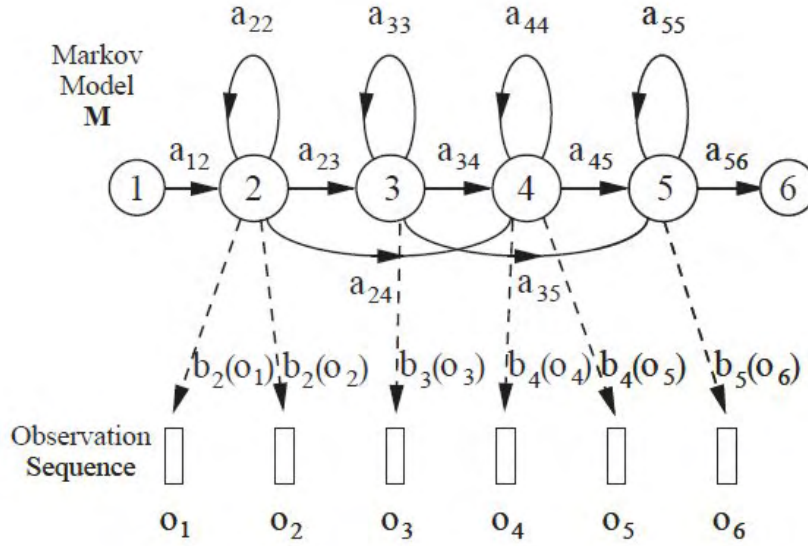 a₂₂ a₃₃ a₄₄ a₅₅
Markov
Model
M
a₁₂ a₂₃ a₃₄ a₄₅ a₅₆
1 2 3 4 5 6
a₂₄ a₃₅
b₂(o₁) b₂(o₂) b₃(o₃) b₄(o₄) b₄(o₅) b₅(o₆)
Observation
Sequence
o₁ o₂ o₃ o₄ o₅ o₆